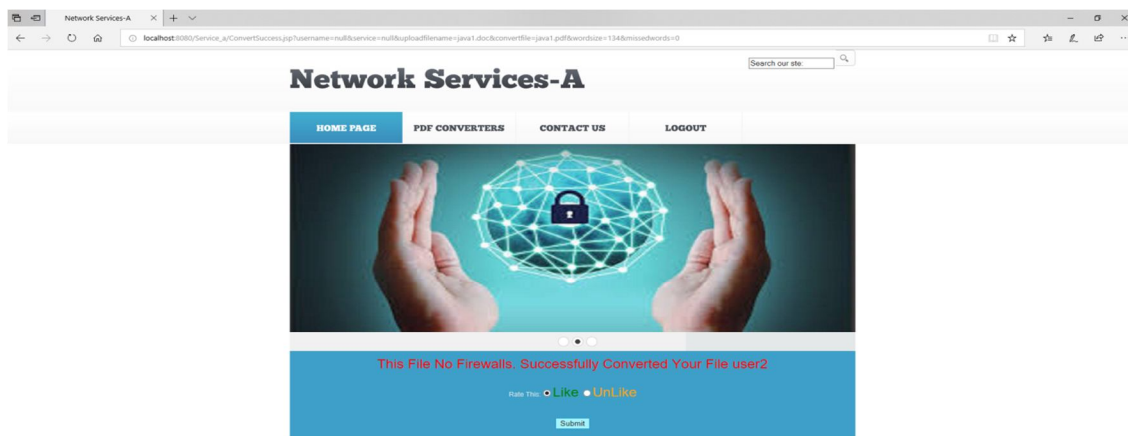 Network Services-A
localhost:8080/Service_a/ConvertSuccess.jsp?username=null&service=null&uploadfilename=java1.doc&convertfile=java1.pdf&wordsize=134&missedwords=0
Search our site
Network Services-A
HOME PAGE PDF CONVERTERS CONTACT US LOGOUT
This File No Firewalls. Successfully Converted Your File user2
Rate This: Like UnLike
Submit